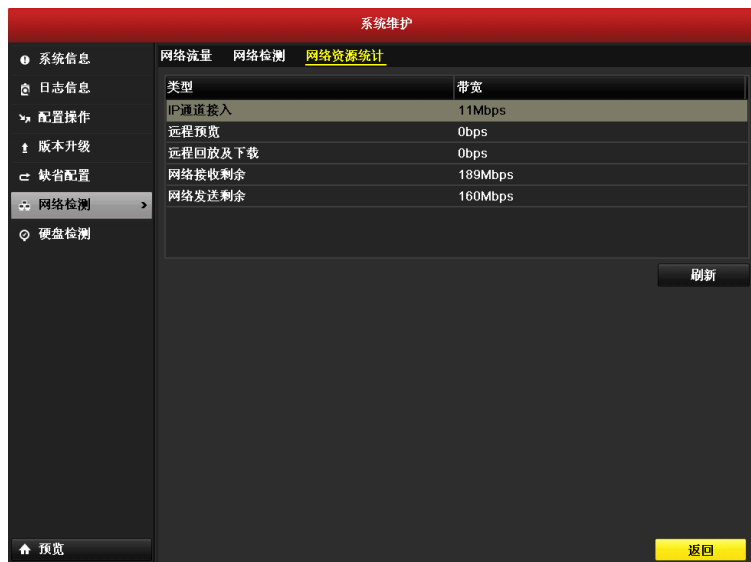 系统维护
系统信息
日志信息
配置操作
版本升级
缺省配置
网络检测
硬盘检测
预览
网络流量 网络检测 网络资源统计
类型 带宽
IP通道接入 11Mbps
远程预览 0bps
远程回放及下载 0bps
网络接收剩余 189Mbps
网络发送剩余 160Mbps
刷新
返回